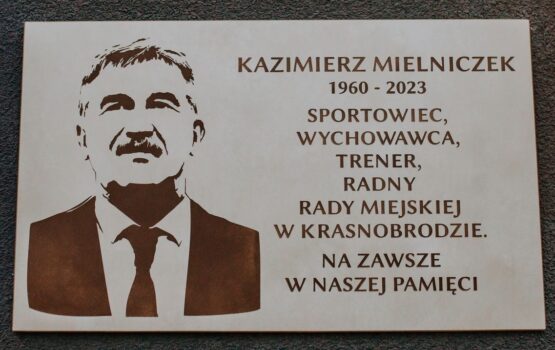 KAZIMIERZ MIELNICZEK
1960 - 2023
SPORTOWIEC,
WYCHOWAWCA,
TRENER,
RADNY
RADY MIEJSKIEJ
W KRASNOBRODZIE.
NA ZAWSZE
W NASZEJ PAMIĘCI